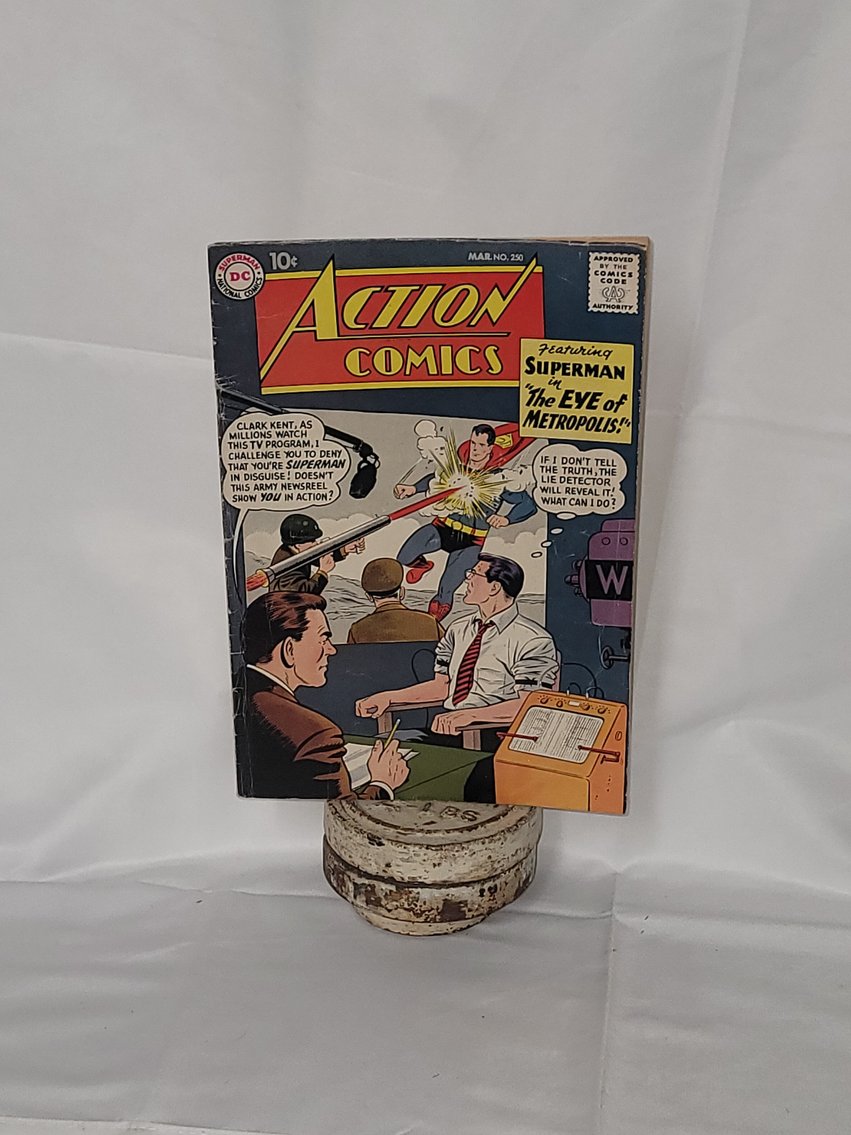 SUPERMAN
DC
NATIONAL COMICS
10¢
MAR. NO. 250
APPROVED
BY THE
COMICS
CODE
CA
AUTHORITY
ACTION
COMICS
Featuring
SUPERMAN
in
"The EYE of
METROPOLIS!"
CLARK KENT, AS
MILLIONS WATCH
THIS TV PROGRAM, I
CHALLENGE YOU TO DENY
THAT YOU'RE SUPERMAN
IN DISGUISE! DOESN'T
THIS ARMY NEWSREEL
SHOW YOU IN ACTION?
IF I DON'T TELL
THE TRUTH, THE
LIE DETECTOR
WILL REVEAL IT!
WHAT CAN I DO?
W
LBS